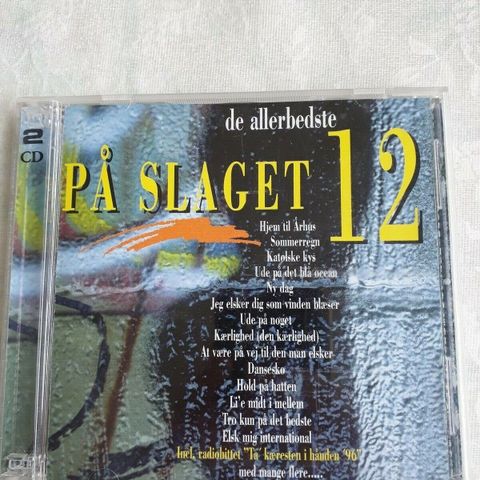 2
CD
de allerbedste
PÅ SLAGET 12
Hjem til Århus
Sommerregn
Katolske kys
Ude på det blå ocean
Ny dag
Jeg elsker dig som vinden blæser
Ude på noget
Kærlighed (den kærlighed)
At være på vej til den man elsker
Dansesko
Hold på hatten
Li'e midt i mellem
Tro kun på det bedste
Elsk mig international
Incl. radiohittet "Ta' kæresten i hånden '96"
med mange flere.....